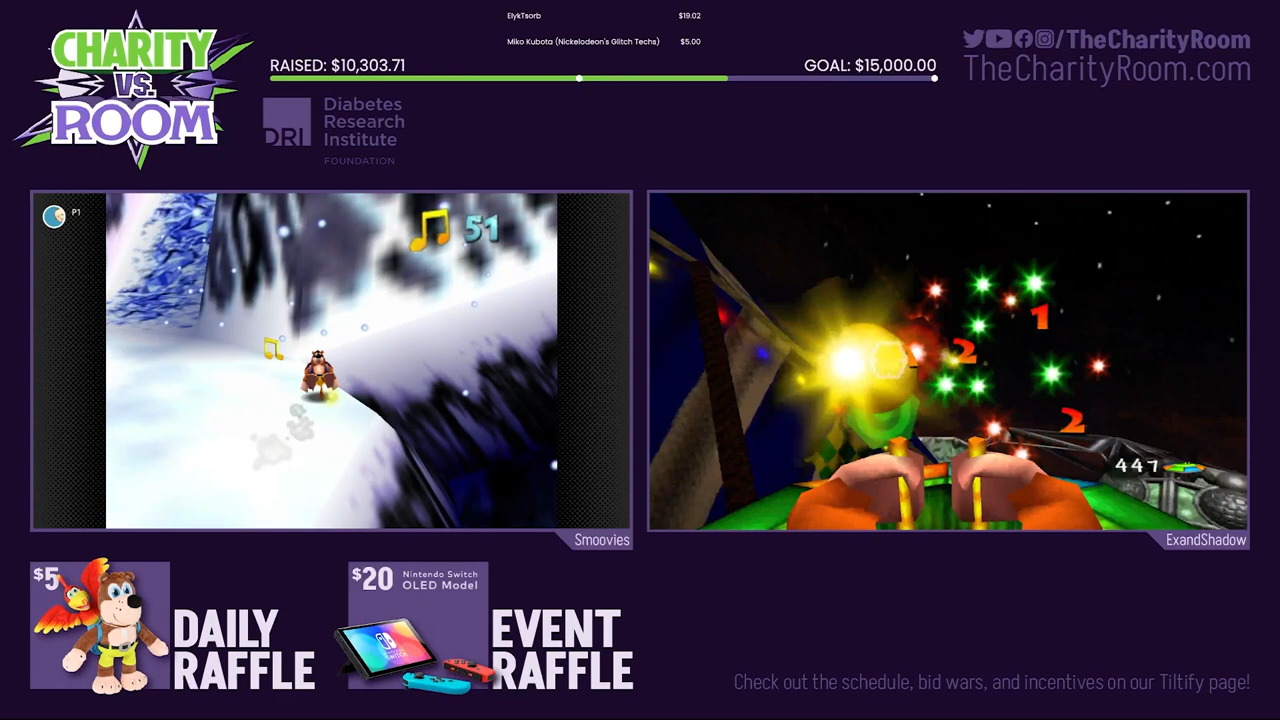 CHARITY
VS.
ROOM
ElykTsorb $19.02
Miko Kubota (Nickelodeon's Glitch Techs) $5.00
RAISED: $10,303.71
GOAL: $15,000.00
/TheCharityRoom
TheCharityRoom.com
DRI
Diabetes
Research
Institute
FOUNDATION
P1
51
1
2
2
447
Smoovies
ExandShadow
$5
DAILY
RAFFLE
$20
Nintendo Switch
OLED Model
EVENT
RAFFLE
Check out the schedule, bid wars, and incentives on our Tiltify page!